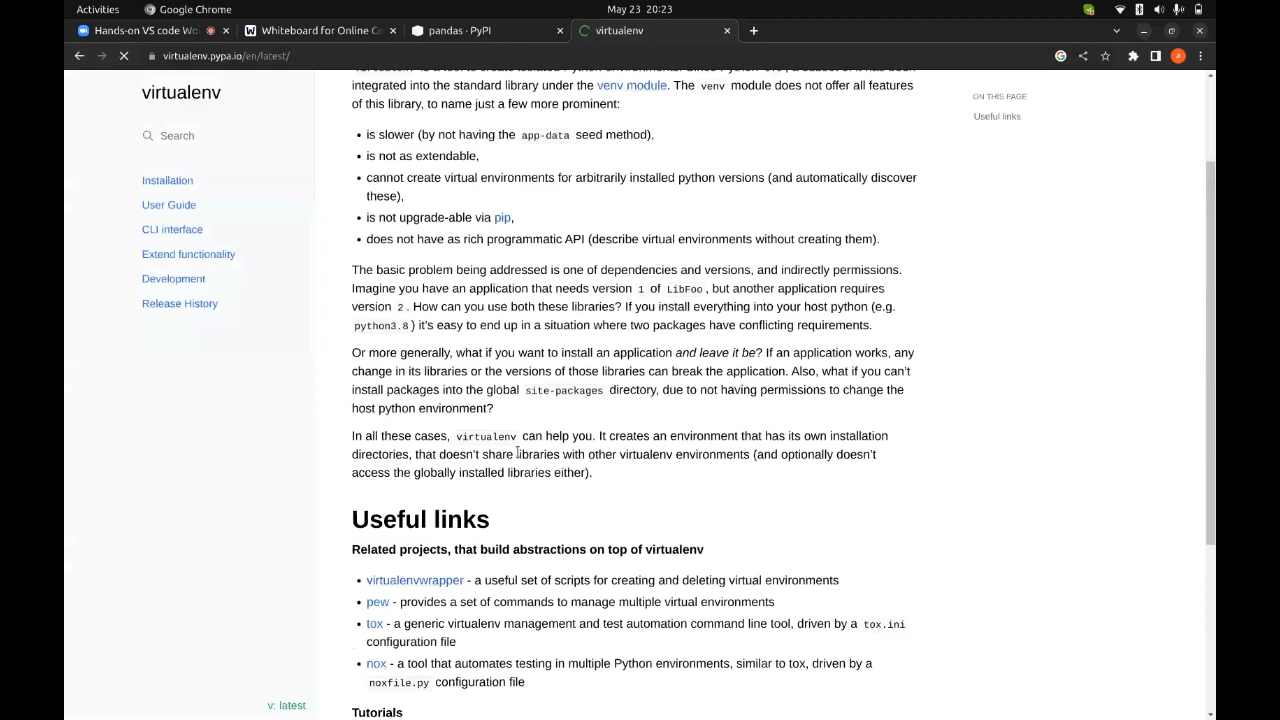 Activities
Google Chrome
May 23 20:23
Hands-on VS code Wo
Whiteboard for Online Co
pandas · PyPI
virtualenv
virtualenv.pypa.io/en/latest/
a
virtualenv
Search
Installation
User Guide
CLI interface
Extend functionality
Development
Release History
v: latest
integrated into the standard library under the venv module. The venv module does not offer all features
of this library, to name just a few more prominent:
• is slower (by not having the app-data seed method),
• is not as extendable,
• cannot create virtual environments for arbitrarily installed python versions (and automatically discover
these),
• is not upgrade-able via pip,
• does not have as rich programmatic API (describe virtual environments without creating them).
The basic problem being addressed is one of dependencies and versions, and indirectly permissions.
Imagine you have an application that needs version 1 of LibFoo, but another application requires
version 2. How can you use both these libraries? If you install everything into your host python (e.g.
python3.8) it’s easy to end up in a situation where two packages have conflicting requirements.
Or more generally, what if you want to install an application and leave it be? If an application works, any
change in its libraries or the versions of those libraries can break the application. Also, what if you can’t
install packages into the global site-packages directory, due to not having permissions to change the
host python environment?
In all these cases, virtualenv can help you. It creates an environment that has its own installation
directories, that doesn’t share libraries with other virtualenv environments (and optionally doesn’t
access the globally installed libraries either).
Useful links
Related projects, that build abstractions on top of virtualenv
• virtualenvwrapper - a useful set of scripts for creating and deleting virtual environments
• pew - provides a set of commands to manage multiple virtual environments
• tox - a generic virtualenv management and test automation command line tool, driven by a tox.ini
configuration file
• nox - a tool that automates testing in multiple Python environments, similar to tox, driven by a
noxfile.py configuration file
Tutorials
ON THIS PAGE
Useful links